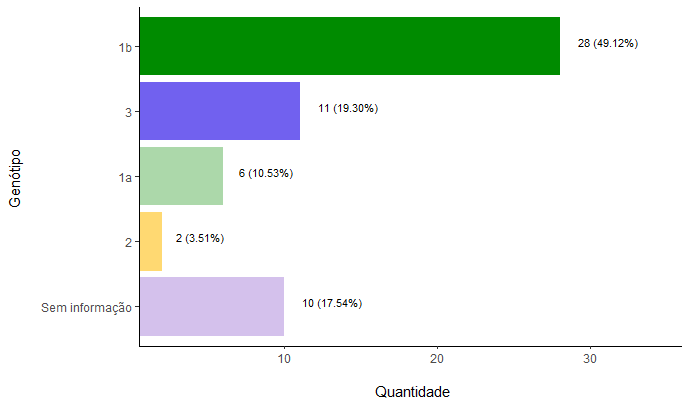 1b
28 (49.12%)
3
11 (19.30%)
1a
6 (10.53%)
2
2 (3.51%)
Sem informação
10 (17.54%)
Genótipo
10
20
30
Quantidade